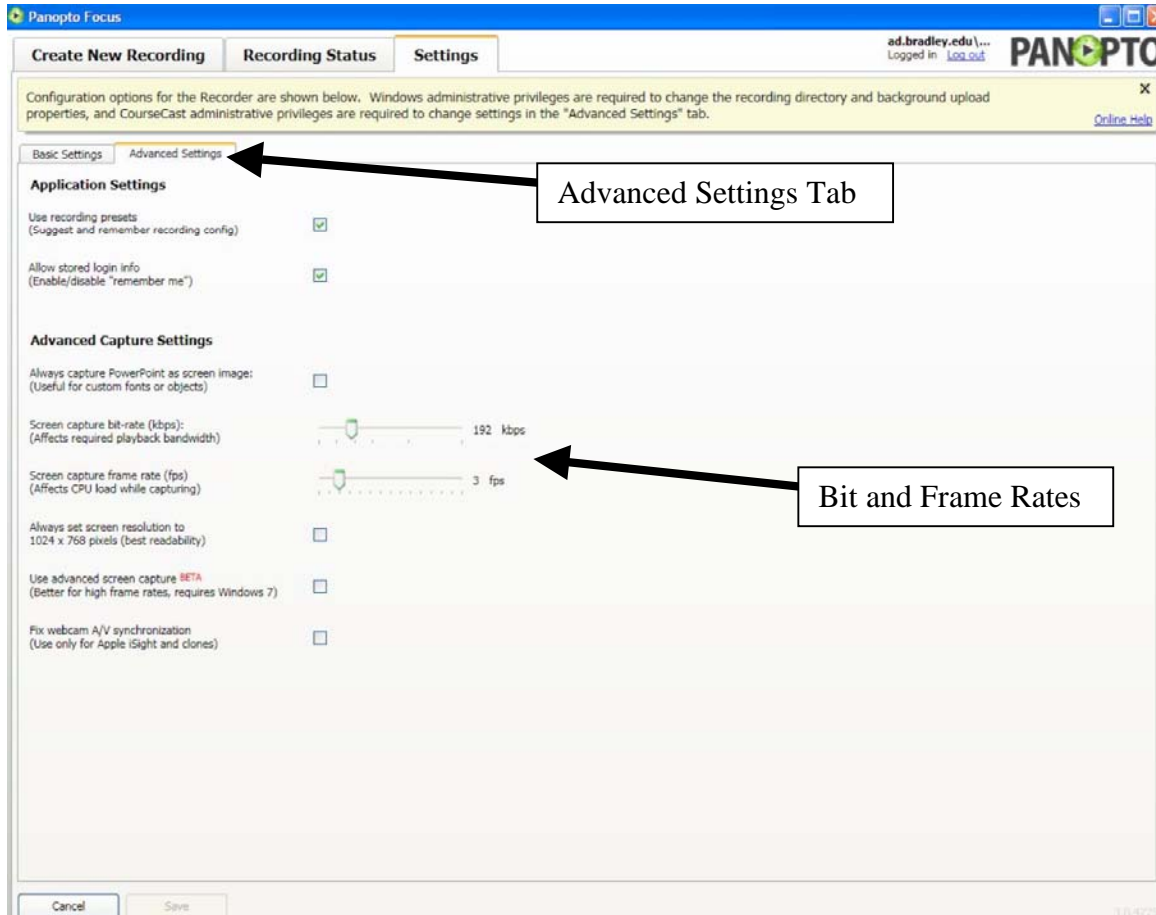 Panopto Focus
Create New Recording
Recording Status
Settings
ad.bradley.edu\...
Logged in Log out
PANOPTO
Configuration options for the Recorder are shown below. Windows administrative privileges are required to change the recording directory and background upload
properties, and CourseCast administrative privileges are required to change settings in the "Advanced Settings" tab.
X
Online Help
Basic Settings
Advanced Settings
Advanced Settings Tab
Application Settings
Use recording presets
(Suggest and remember recording config)
Allow stored login info
(Enable/disable "remember me")
Advanced Capture Settings
Always capture PowerPoint as screen image:
(Useful for custom fonts or objects)
Screen capture bit-rate (kbps):
(Affects required playback bandwidth)
192 kbps
Screen capture frame rate (fps)
(Affects CPU load while capturing)
3 fps
Bit and Frame Rates
Always set screen resolution to
1024 x 768 pixels (best readability)
Use advanced screen capture BETA
(Better for high frame rates, requires Windows 7)
Fix webcam A/V synchronization
(Use only for Apple iSight and clones)
Cancel
Save